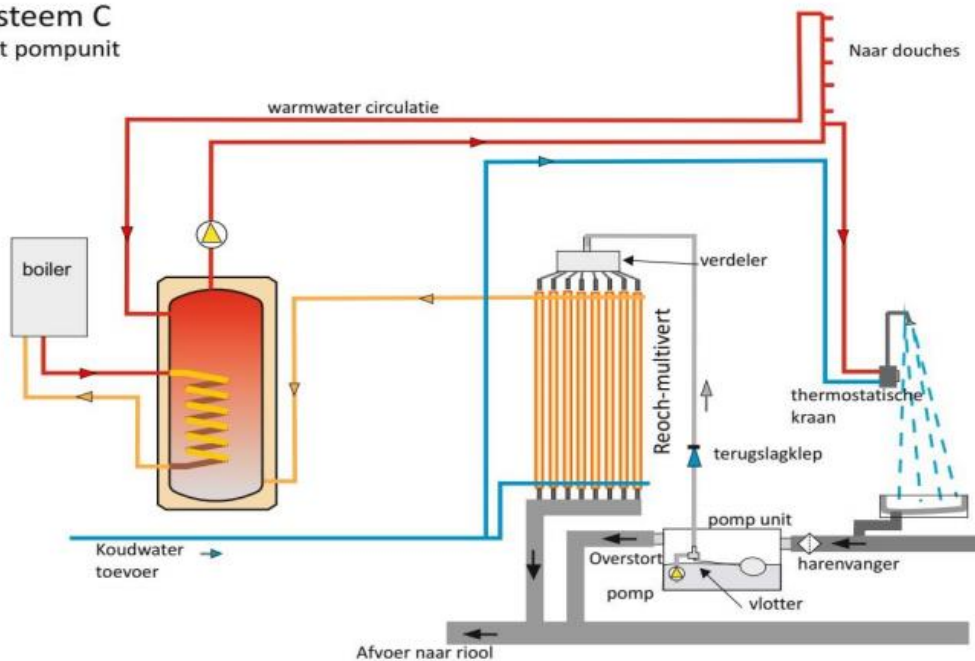 steem C
t pompunit
Naar douches
warmwater circulatie
boiler
verdeler
Reoch-multivert
thermostatische
kraan
terugslagklep
pomp unit
Koudwater
toevoer
Overstort
harenvanger
pomp
vlotter
Afvoer naar riool